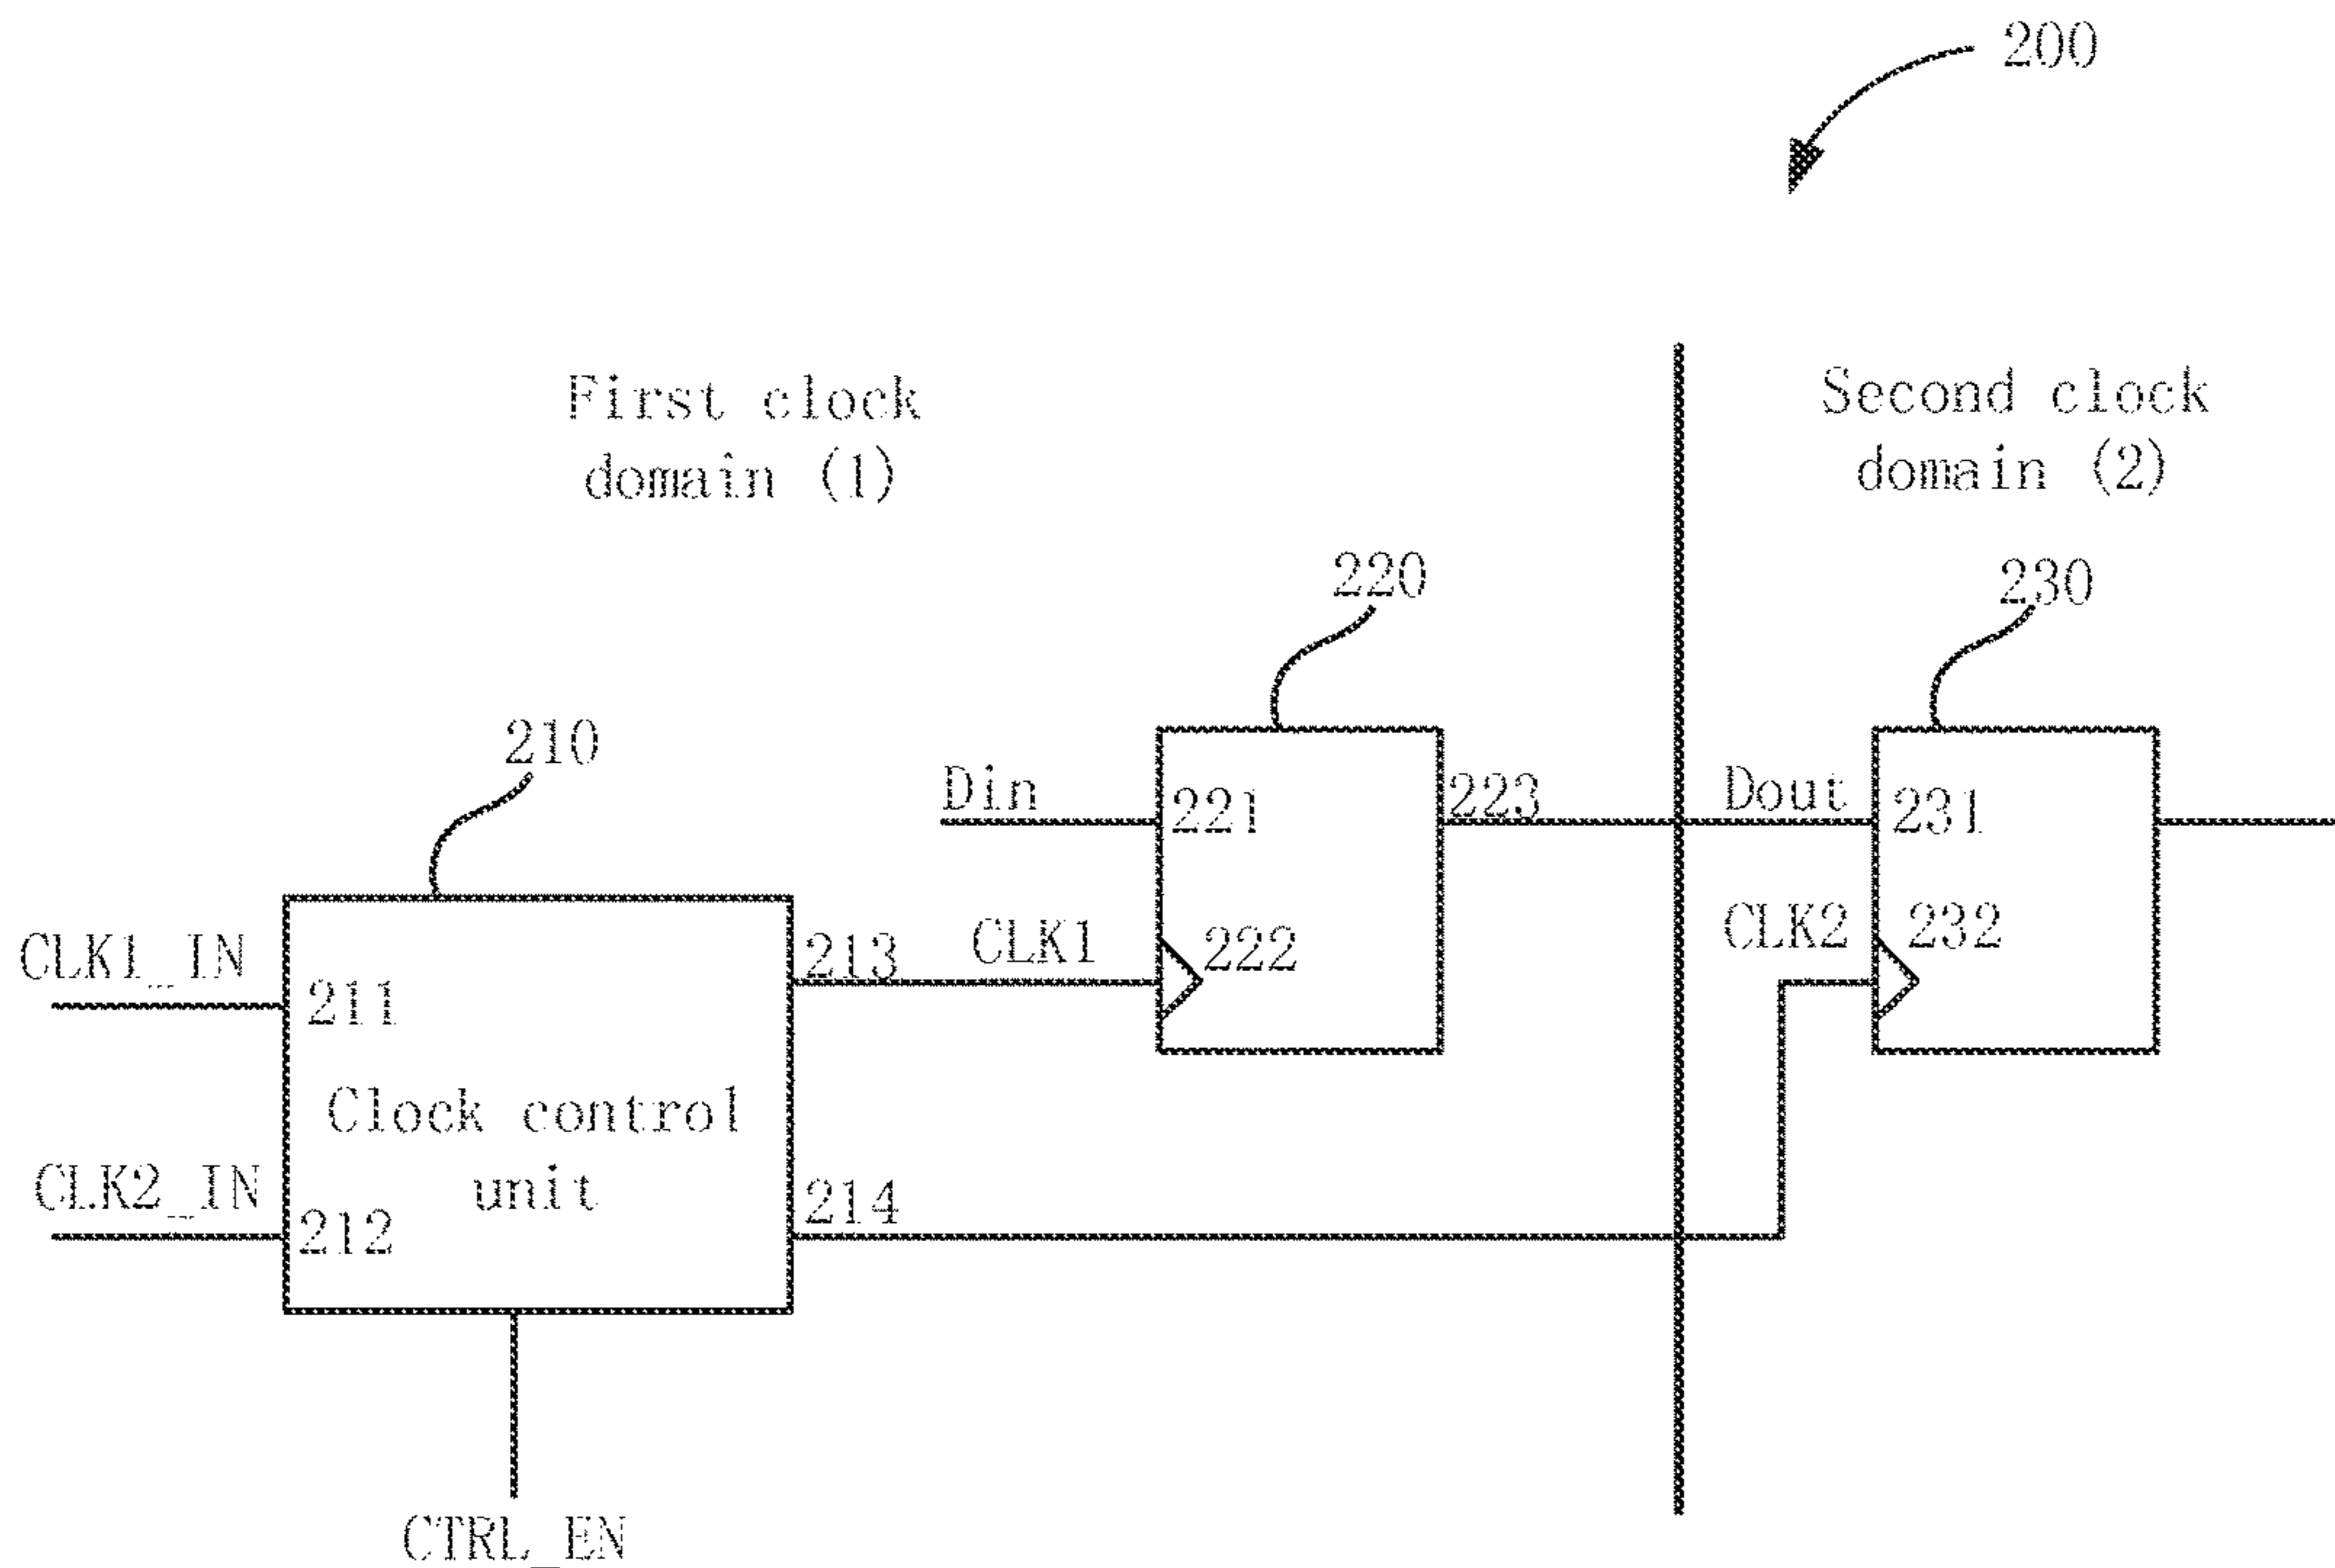 200
First clock
domain (1)
Second clock
domain (2)
220
230
210
Din
221
223
Dout
231
CLK1_IN
211
213
CLK1
222
CLK2
232
Clock control
unit
CLK2_IN
212
214
CTRL_EN